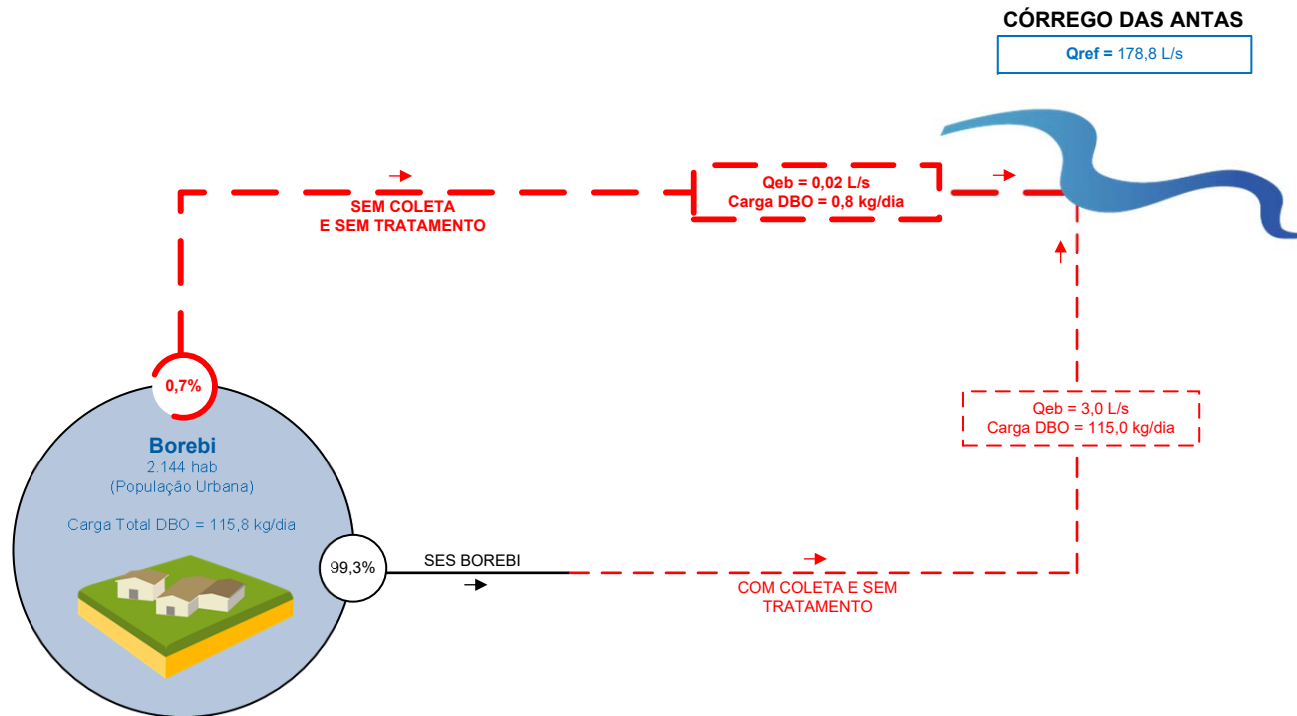 CÓRREGO DAS ANTAS
Qref = 178,8 L/s
Qeb = 0,02 L/s
Carga DBO = 0,8 kg/dia
SEM COLETA
E SEM TRATAMENTO
0,7%
Qeb = 3,0 L/s
Carga DBO = 115,0 kg/dia
Borebi
2.144 hab
(População Urbana)
Carga Total DBO = 115,8 kg/dia
99,3%
SES BOREBI
COM COLETA E SEM
TRATAMENTO